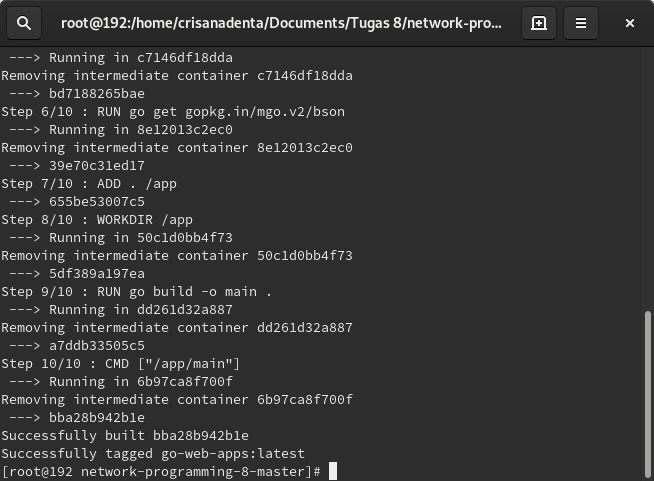 root@192:/home/crisanadenta/Documents/Tugas 8/network-pro...
---> Running in c7146df18dda
Removing intermediate container c7146df18dda
---> bd7188265bae
Step 6/10 : RUN go get gopkg.in/mgo.v2/bson
---> Running in 8e12013c2ec0
Removing intermediate container 8e12013c2ec0
---> 39e70c31ed17
Step 7/10 : ADD . /app
---> 655be53007c5
Step 8/10 : WORKDIR /app
---> Running in 50c1d0bb4f73
Removing intermediate container 50c1d0bb4f73
---> 5df389a197ea
Step 9/10 : RUN go build -o main .
---> Running in dd261d32a887
Removing intermediate container dd261d32a887
---> a7ddb33505c5
Step 10/10 : CMD ["/app/main"]
---> Running in 6b97ca8f700f
Removing intermediate container 6b97ca8f700f
---> bba28b942b1e
Successfully built bba28b942b1e
Successfully tagged go-web-apps:latest
[root@192 network-programming-8-master]#